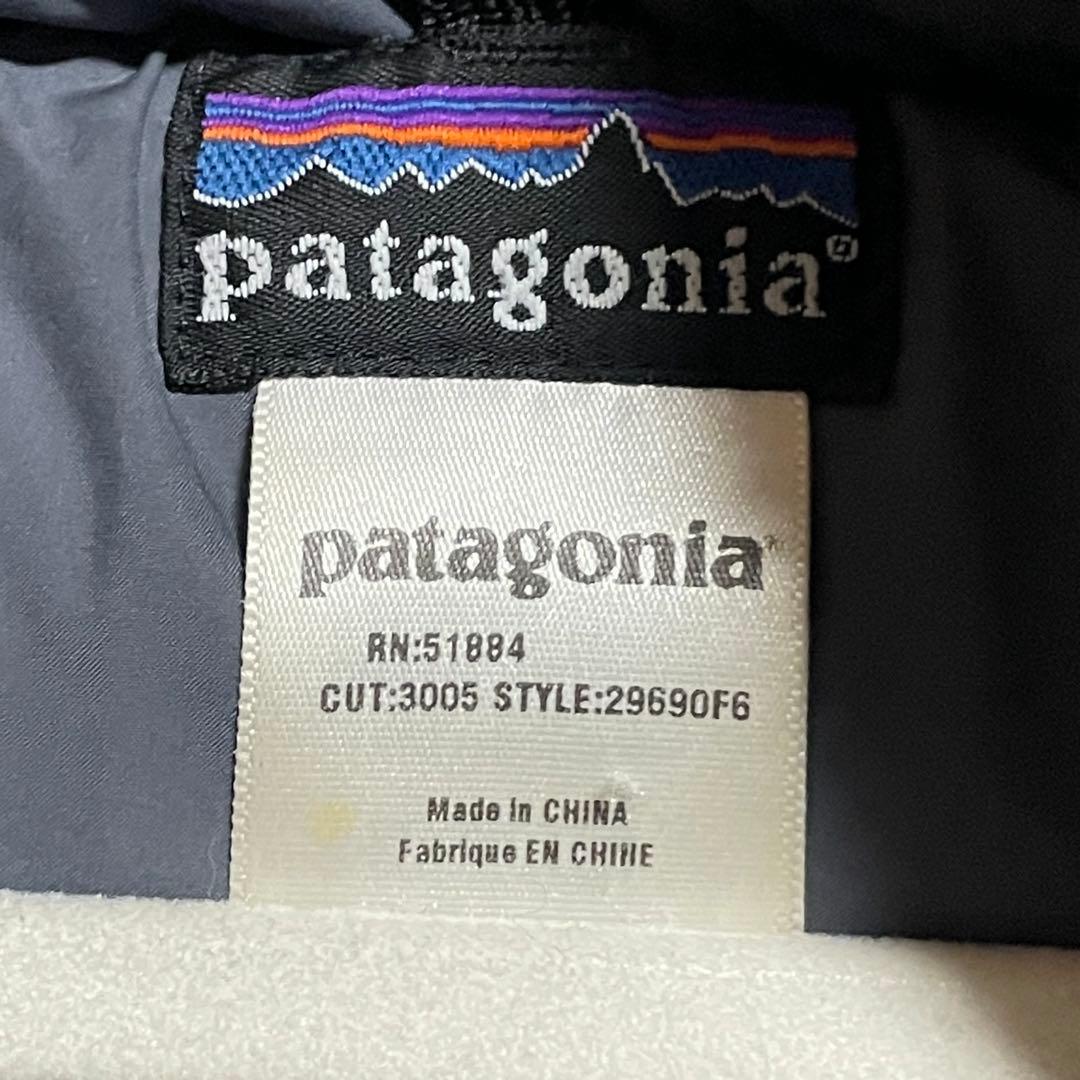 patagonia®
patagonia
RN:51884
CUT:3005 STYLE:29690F6
Made in CHINA
Fabrique EN CHINE